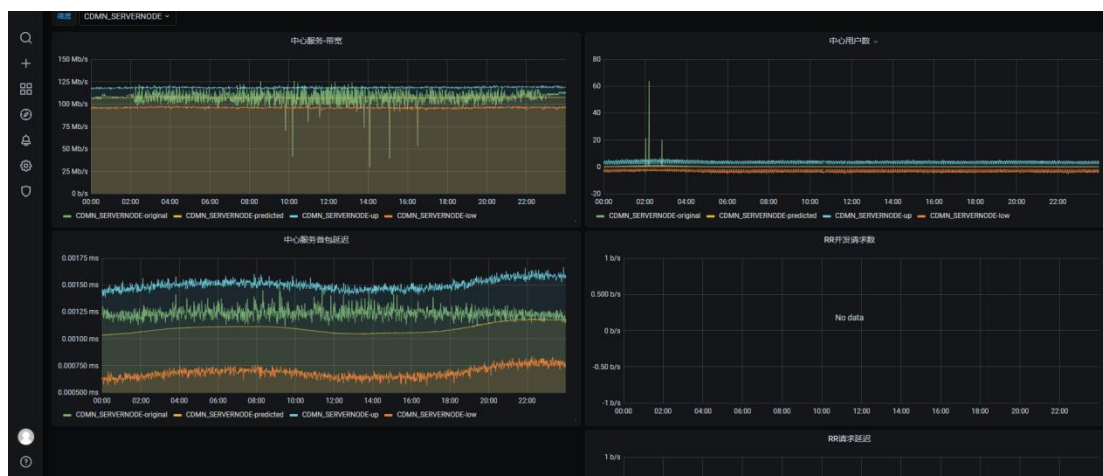 维度 CDMN_SERVERNODE
中心服务-带宽
150 Mb/s
125 Mb/s
100 Mb/s
75 Mb/s
50 Mb/s
25 Mb/s
0 b/s
00:00 02:00 04:00 06:00 08:00 10:00 12:00 14:00 16:00 18:00 20:00 22:00
CDMN_SERVERNODE-original CDMN_SERVERNODE-predicted CDMN_SERVERNODE-up CDMN_SERVERNODE-low
中心用户数
80
60
40
20
0
-20
00:00 02:00 04:00 06:00 08:00 10:00 12:00 14:00 16:00 18:00 20:00 22:00
CDMN_SERVERNODE-original CDMN_SERVERNODE-predicted CDMN_SERVERNODE-up CDMN_SERVERNODE-low
中心服务首包延迟
0.00175 ms
0.00150 ms
0.00125 ms
0.00100 ms
0.000750 ms
0.000500 ms
00:00 02:00 04:00 06:00 08:00 10:00 12:00 14:00 16:00 18:00 20:00 22:00
CDMN_SERVERNODE-original CDMN_SERVERNODE-predicted CDMN_SERVERNODE-up CDMN_SERVERNODE-low
RR并发请求数
1 b/s
0.500 b/s
0 b/s
-0.50 b/s
-1 b/s
No data
00:00 02:00 04:00 06:00 08:00 10:00 12:00 14:00 16:00 18:00 20:00 22:00
RR请求延迟
1 b/s